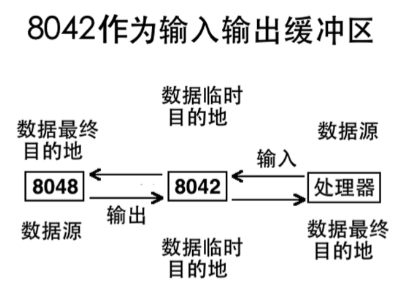 8042作为输入输出缓冲区
数据临时
目的地
数据最终
目的地
数据源
输入
8048
8042
处理器
输出
数据源
数据最终
目的地
数据临时
目的地